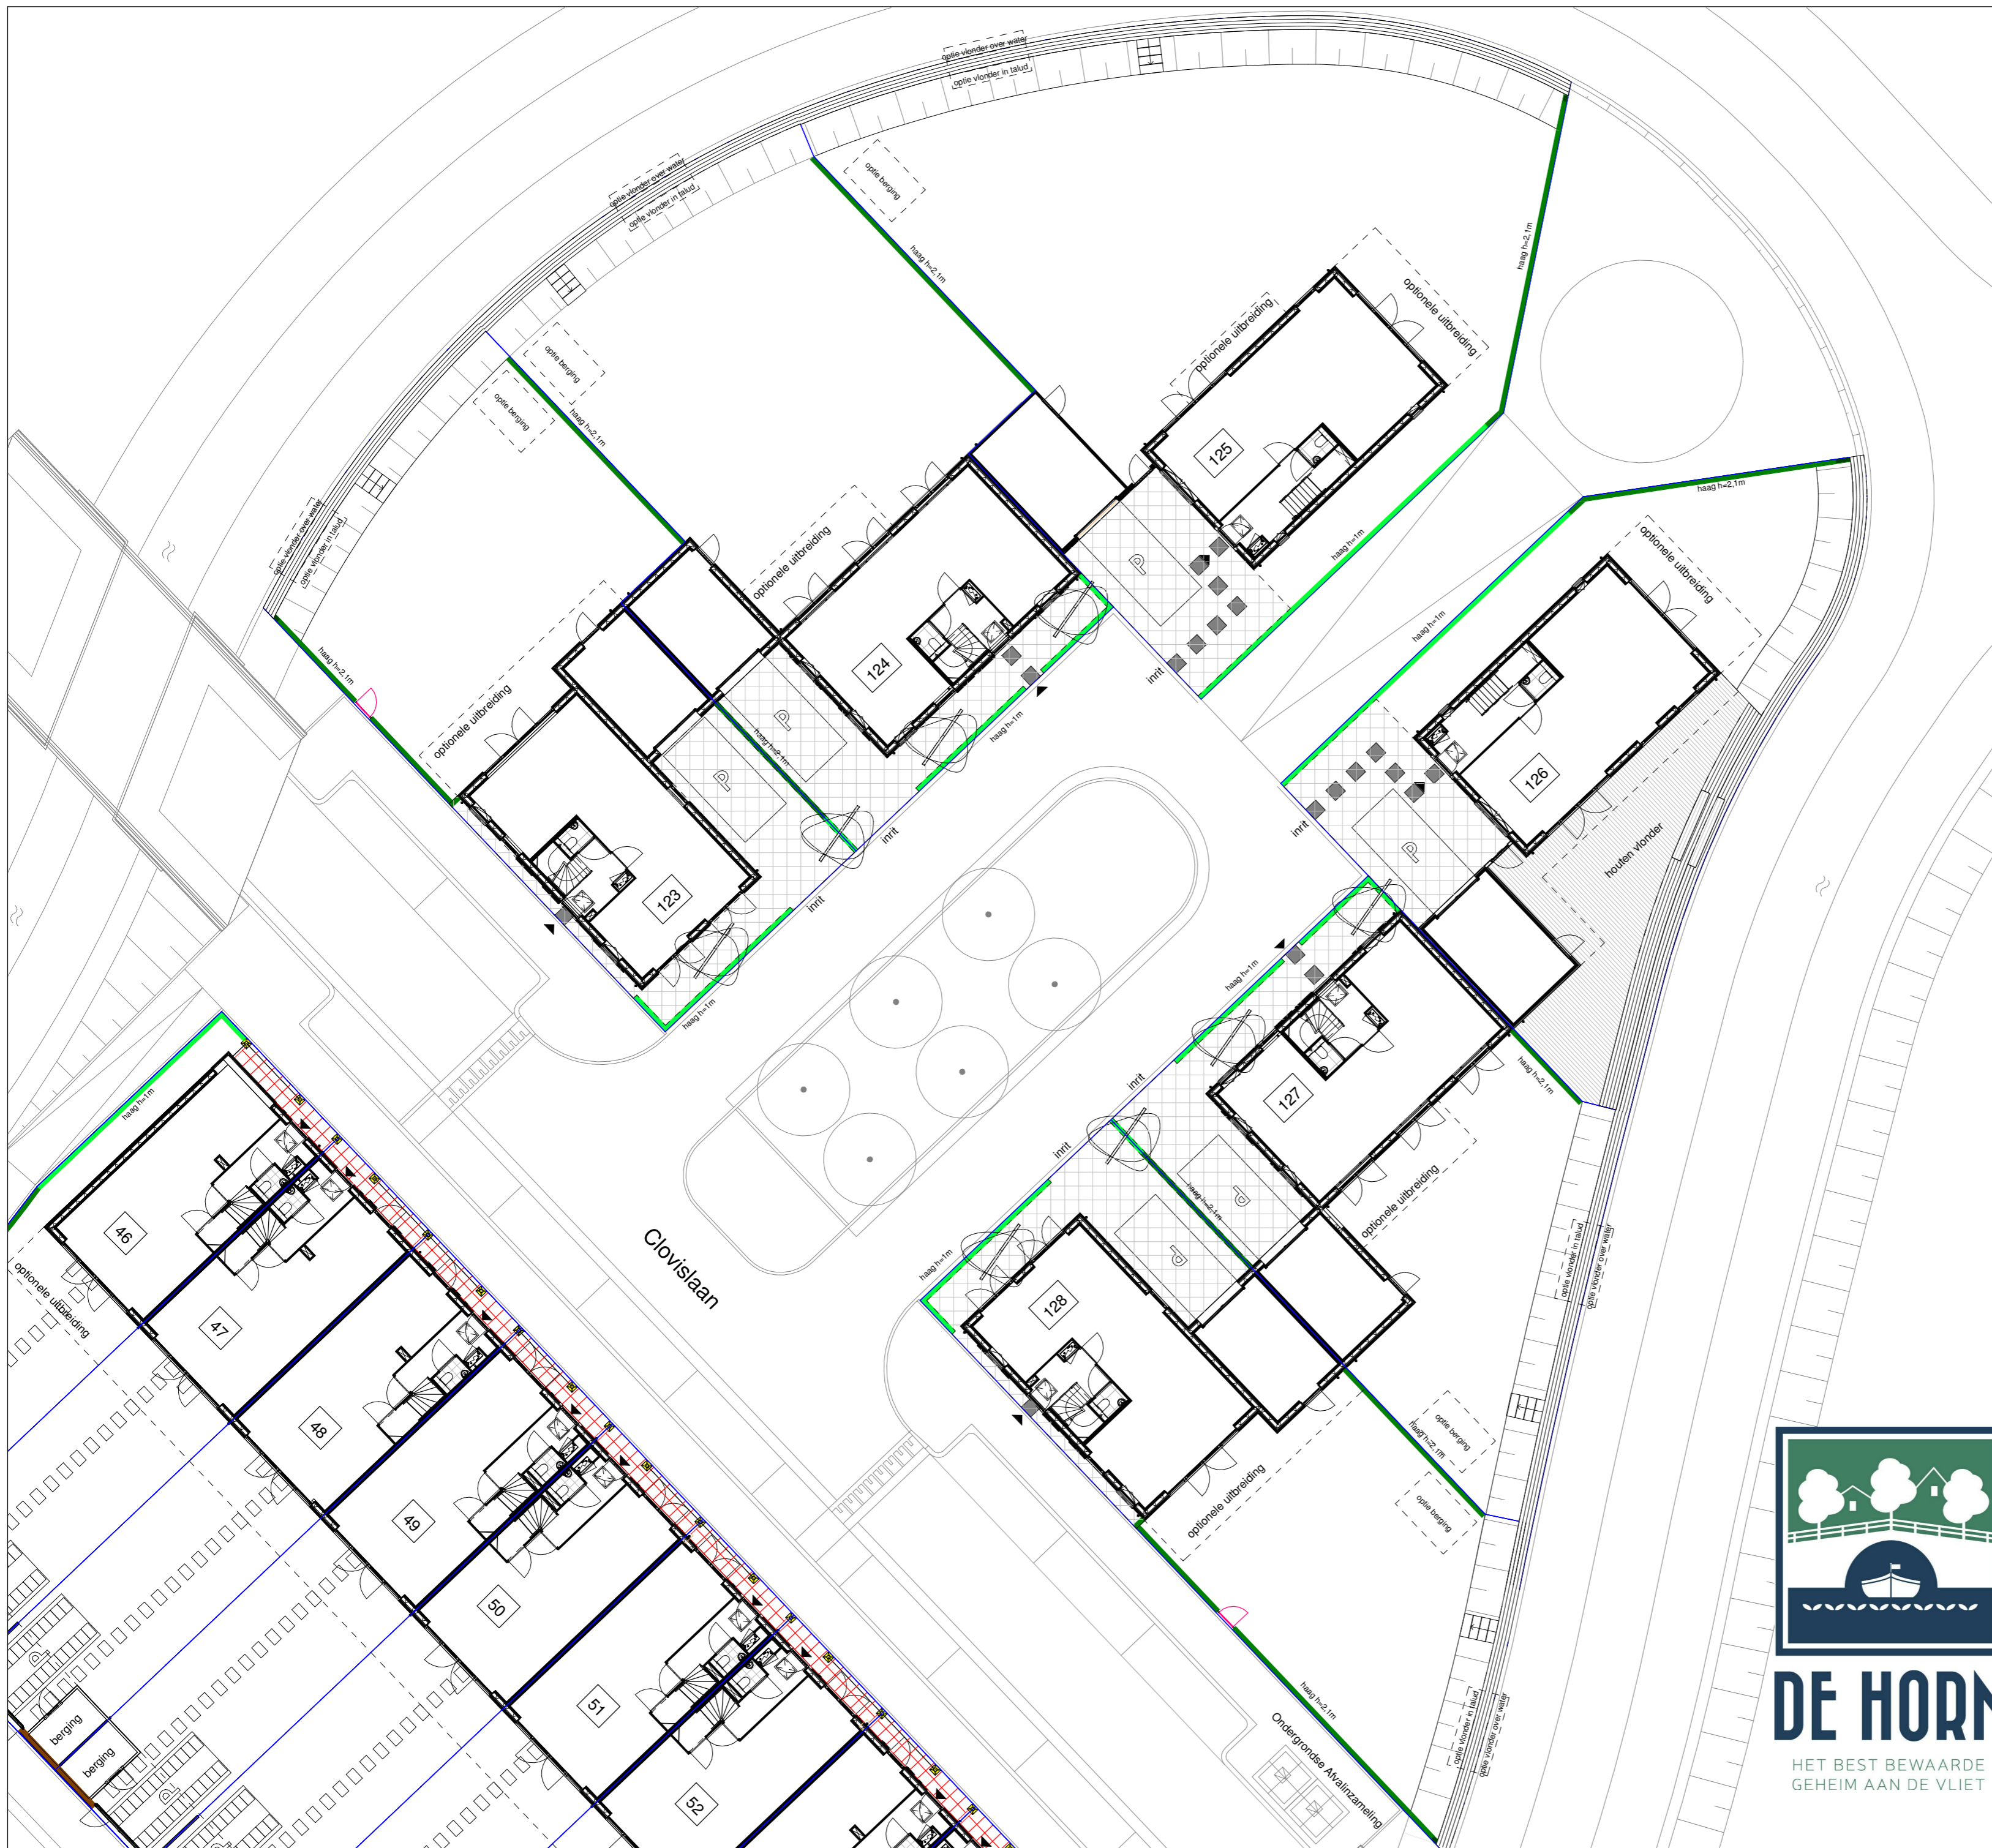 optie vlonder over water
optie vlonder in talud
optie vlonder over water
optie vlonder in talud
optie berging
haag h=2,1m
haag h=2,1m
optionele uitbreiding
optionele uitbreiding
optie berging
optie berging
haag h=2,1m
125
haag h=2,1m
optie vlonder over water
optie vlonder in talud
optionele uitbreiding
optionele uitbreiding
P
haag h=1m
haag h=1m
haag h=2,1m
124
inrit
optionele uitbreiding
P
haag h=1m
P
haag h=2,1m
126
inrit
P
houten vlonder
inrit
123
inrit
haag h=1m
haag h=1m
haag h=2,1m
inrit
127
haag h=1m
inrit
P
haag h=2,1m
optionele uitbreiding
46
Clovislaan
P
haag h=1m
optie vlonder in talud
optie vlonder over water
optionele uitbreiding
47
128
48
haag h=2,1m
optie berging
optionele uitbreiding
optie berging
49
50
P
51
haag h=2,1m
berging
berging
P
52
Ondergrondse Afvalinzameling
optie vlonder in talud
optie vlonder over water
DE HORN
HET BEST BEWAARDE
GEHEIM AAN DE VLIET